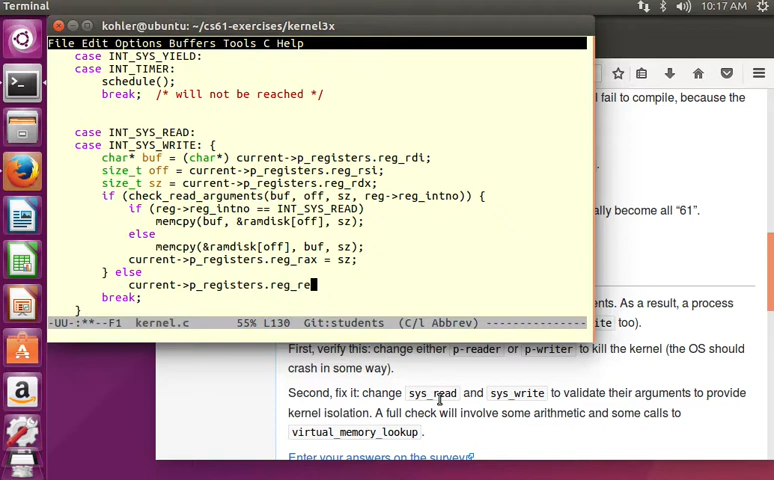 Terminal
10:17 AM
kohler@ubuntu: ~/cs61-exercises/kernel3x
File Edit Options Buffers Tools C Help
case INT_SYS_YIELD:
case INT_TIMER:
schedule();
break;  /* will not be reached */
case INT_SYS_READ:
case INT_SYS_WRITE: {
char* buf = (char*) current->p_registers.reg_rdi;
size_t off = current->p_registers.reg_rsi;
size_t sz = current->p_registers.reg_rdx;
if (check_read_arguments(buf, off, sz, reg->reg_intno)) {
if (reg->reg_intno == INT_SYS_READ)
memcpy(buf, &ramdisk[off], sz);
else
memcpy(&ramdisk[off], buf, sz);
current->p_registers.reg_rax = sz;
} else
current->p_registers.reg_re
break;
}
-UU-:**--F1  kernel.c       55% L130  Git:students  (C/l Abbrev) ---------------
l fail to compile, because the
ally become all “61”.
ents. As a result, a process
ite too).
First, verify this: change either p-reader or p-writer to kill the kernel (the OS should
crash in some way).
Second, fix it: change sys_read and sys_write to validate their arguments to provide
kernel isolation. A full check will involve some arithmetic and some calls to
virtual_memory_lookup.
Enter your answers on the survey